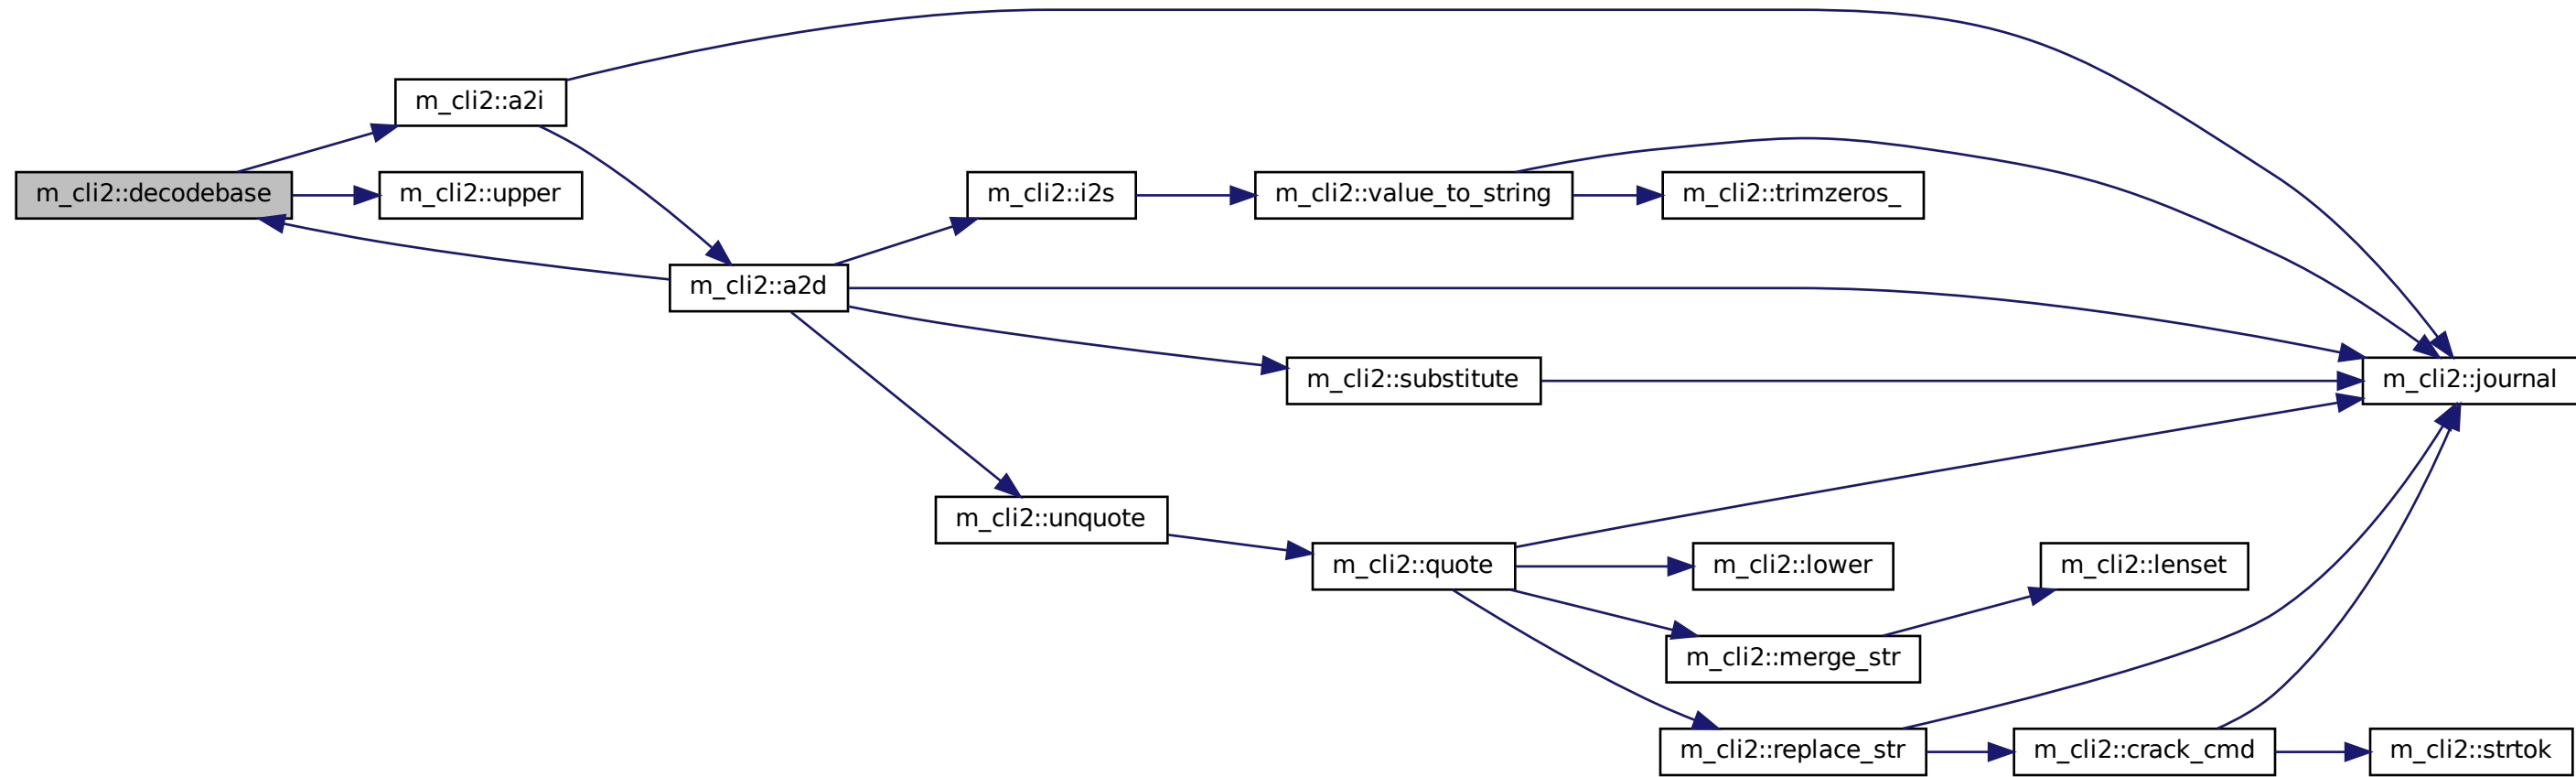 m_cli2::a2i
m_cli2::decodebase
m_cli2::upper
m_cli2::i2s
m_cli2::value_to_string
m_cli2::trimzeros_
m_cli2::a2d
m_cli2::substitute
m_cli2::journal
m_cli2::unquote
m_cli2::quote
m_cli2::lower
m_cli2::lenset
m_cli2::merge_str
m_cli2::replace_str
m_cli2::crack_cmd
m_cli2::strtok